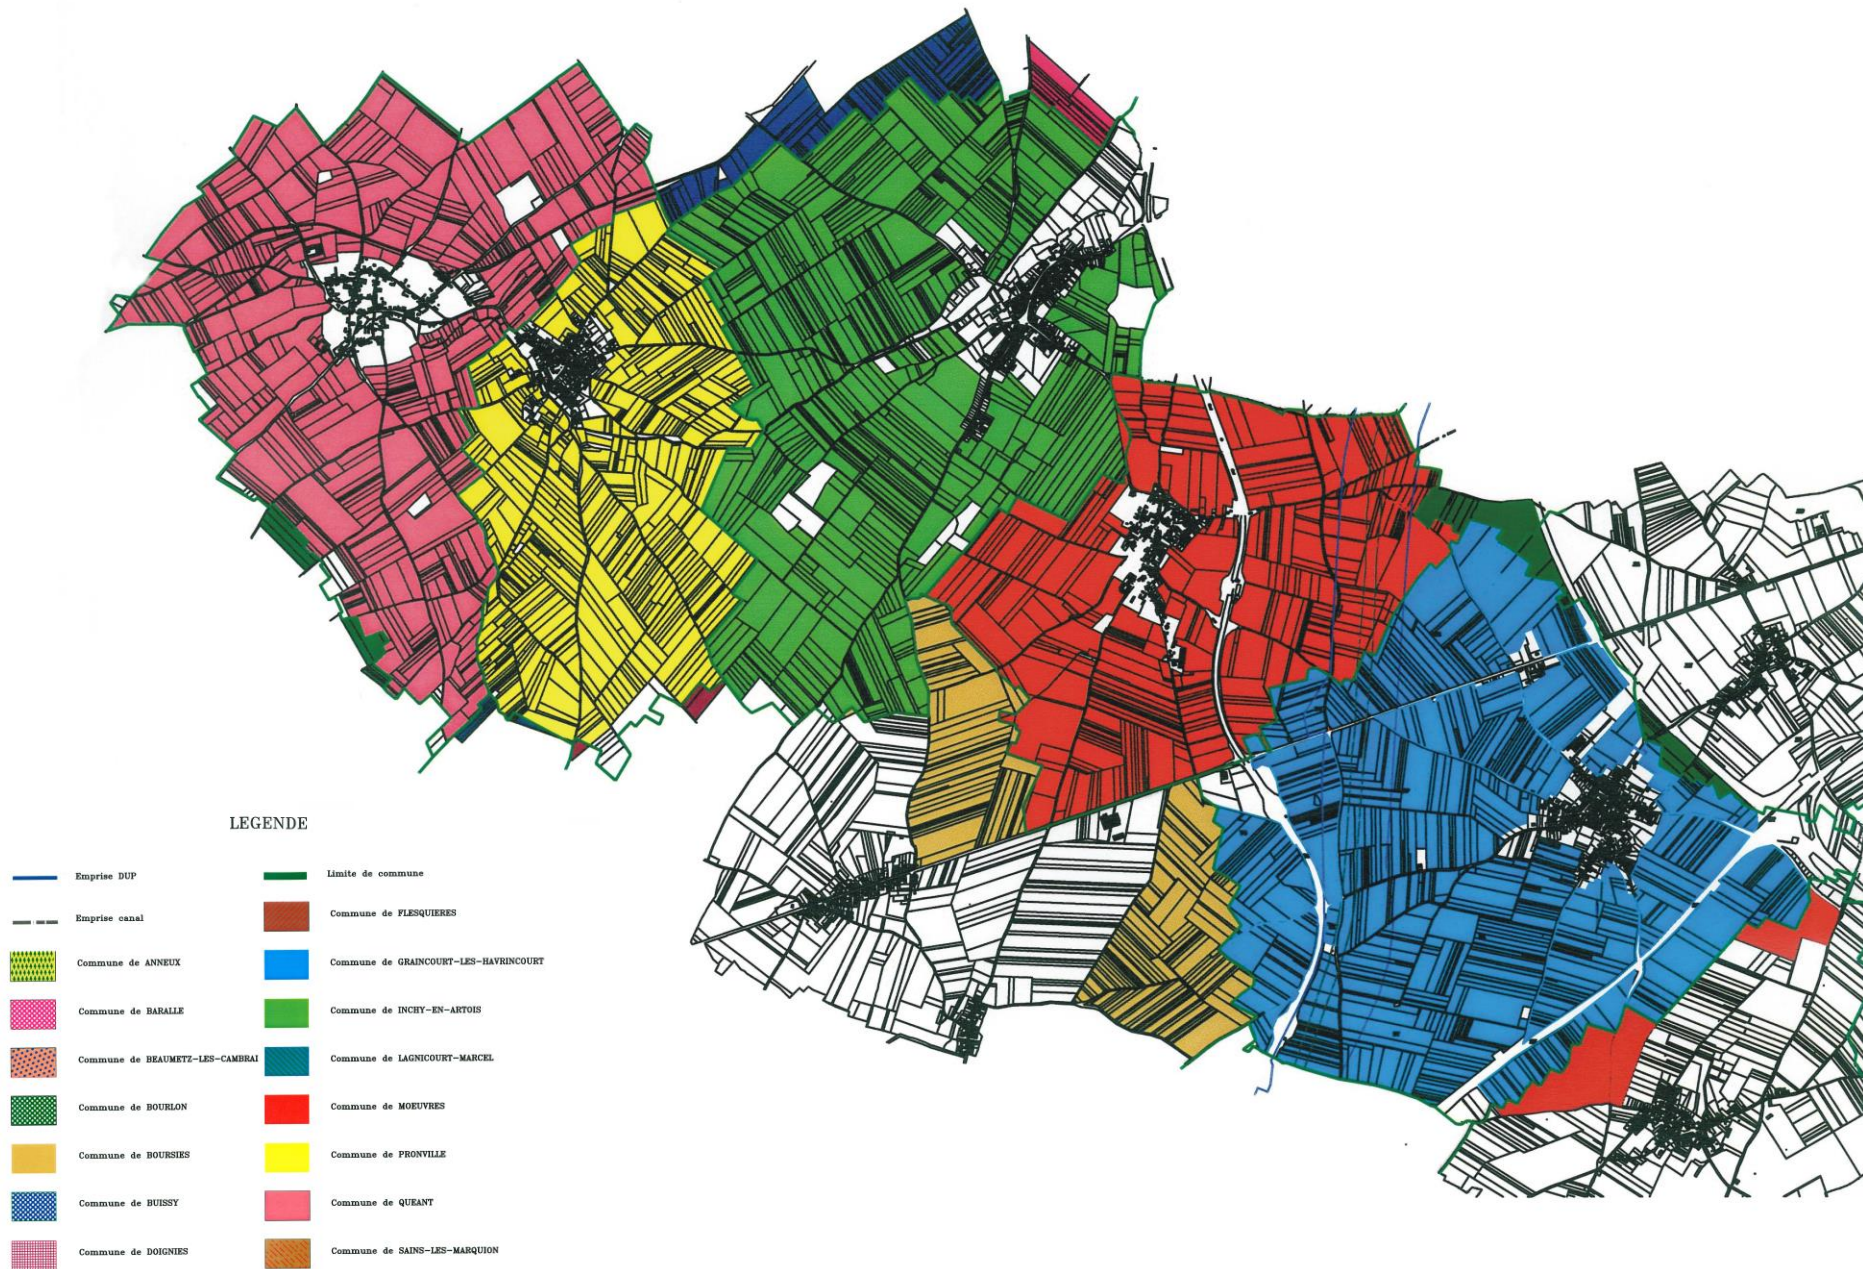 LEGENDE
Emprise DUP
Limite de commune
Emprise canal
Commune de FLESQUIERES
Commune de ANNEUX
Commune de GRAINCOURT-LES-HAVRINCOURT
Commune de BARALLE
Commune de INCHY-EN-ARTOIS
Commune de BEAUMETZ-LES-CAMBRAI
Commune de LAGNICOURT-MARCEL
Commune de BOURLON
Commune de MOEUVRES
Commune de BOURSIES
Commune de PRONVILLE
Commune de BUISSY
Commune de QUEANT
Commune de DOIGNIES
Commune de SAINS-LES-MARQUION